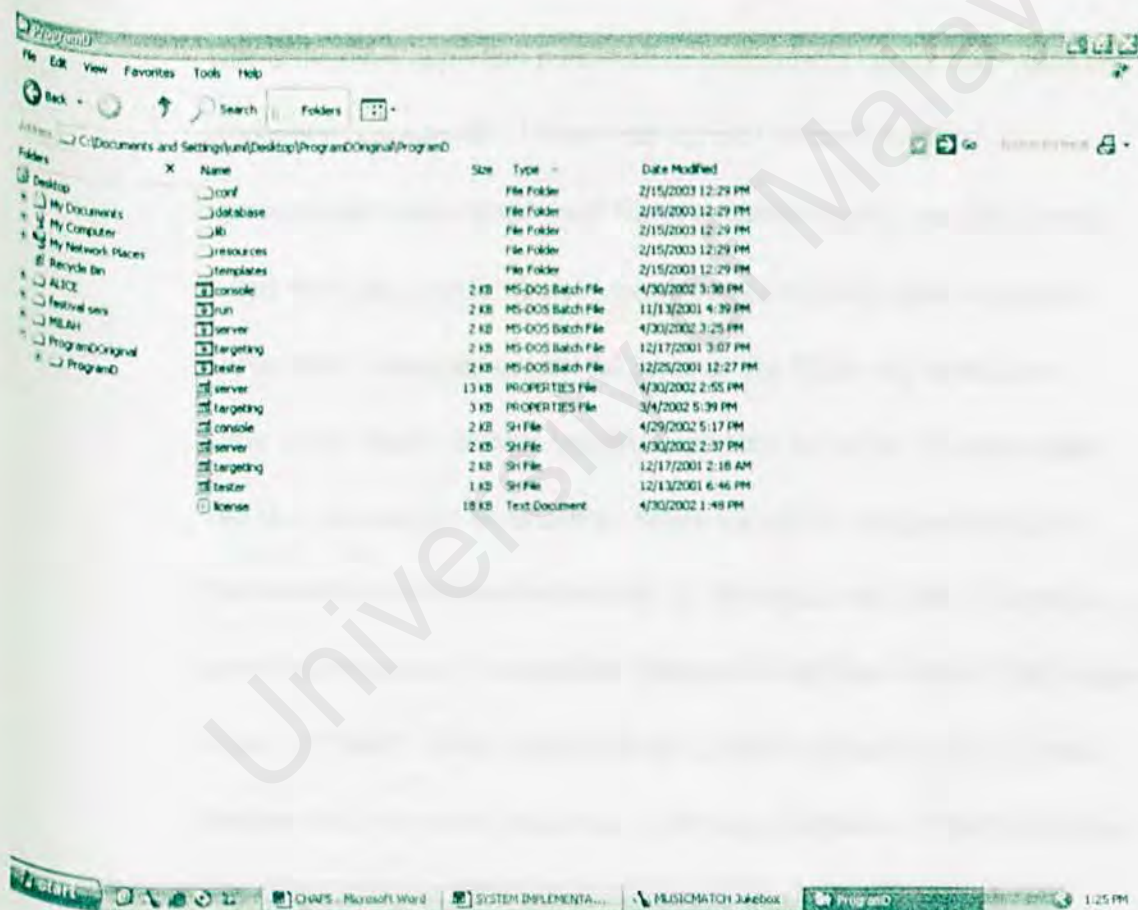 ProgramD
File Edit View Favorites Tools Help
Back Search Folders
C:\Documents and Settings\umi\Desktop\ProgramDOriginal\ProgramD Go
Folders X Name Size Type Date Modified
Desktop
My Documents
My Computer
My Network Places
Recycle Bin
ALICE
festival
MILAH
ProgramDOriginal
ProgramD
conf File Folder 2/15/2003 12:29 PM
database File Folder 2/15/2003 12:29 PM
lib File Folder 2/15/2003 12:29 PM
resources File Folder 2/15/2003 12:29 PM
templates File Folder 2/15/2003 12:29 PM
console 2 KB MS-DOS Batch File 4/30/2002 3:38 PM
run 2 KB MS-DOS Batch File 11/13/2001 4:39 PM
server 2 KB MS-DOS Batch File 4/30/2002 3:25 PM
targeting 2 KB MS-DOS Batch File 12/17/2001 3:07 PM
tester 2 KB MS-DOS Batch File 12/25/2001 12:27 PM
server 13 KB PROPERTIES File 4/30/2002 2:55 PM
targeting 3 KB PROPERTIES File 3/4/2002 5:39 PM
console 2 KB SH File 4/29/2002 5:17 PM
server 2 KB SH File 4/30/2002 2:37 PM
targeting 2 KB SH File 12/17/2001 2:18 AM
tester 1 KB SH File 12/13/2001 6:46 PM
license 18 KB Text Document 4/30/2002 1:48 PM
University Malay
start CHAP5 - Microsoft Word SYSTEM IMPLEMENTA... MUSICMATCH Jukebox ProgramD 1:25 PM